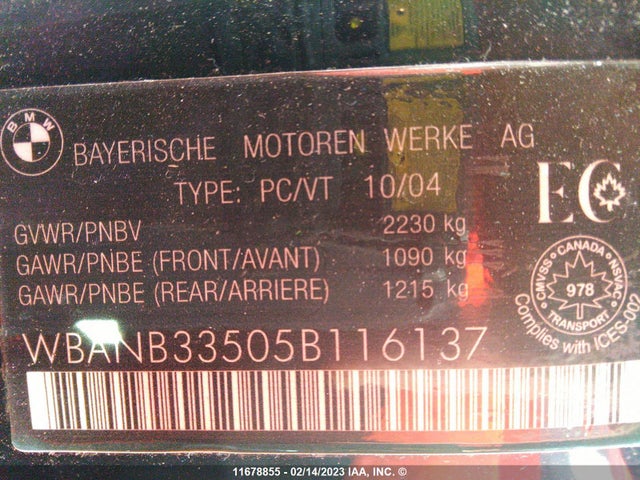 BMW
BAYERISCHE MOTOREN WERKE AG
TYPE: PC/VT 10/04
EC
GVWR/PNBV 2230 kg
GAWR/PNBE (FRONT/AVANT) 1090 kg
GAWR/PNBE (REAR/ARRIERE) 1215 kg
CMVSS · CANADA · NSVAC
978
TRANSPORT
Complies with ICES-002
WBANB33505B116137
11678855 - 02/14/2023 IAA, INC. ©